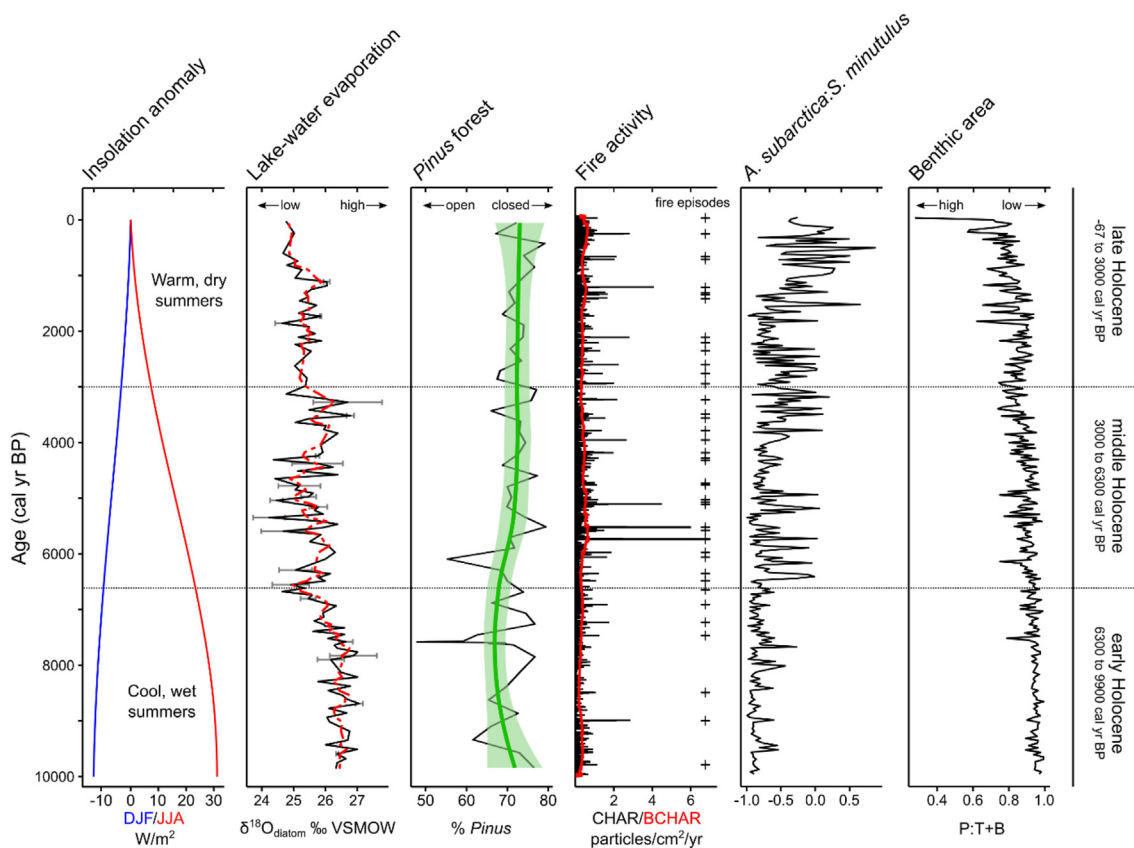 Insolation anomaly
Lake-water evaporation
Pinus forest
Fire activity
A. subarctica:S. minutulus
Benthic area
low high
open closed
fire episodes
high low
Age (cal yr BP)
0
2000
4000
6000
8000
10000
Warm, dry
summers
Cool, wet
summers
late Holocene
-67 to 3000 cal yr BP
middle Holocene
3000 to 6300 cal yr BP
early Holocene
6300 to 9900 cal yr BP
-10 0 10 20 30
DJF/JJA
W/m²
24 25 26 27
δ¹⁸Odiatom ‰ VSMOW
50 60 70 80
% Pinus
0 2 4 6
CHAR/BCHAR
particles/cm²/yr
-1.0 -0.5 0.0 0.5
0.4 0.6 0.8 1.0
P:T+B